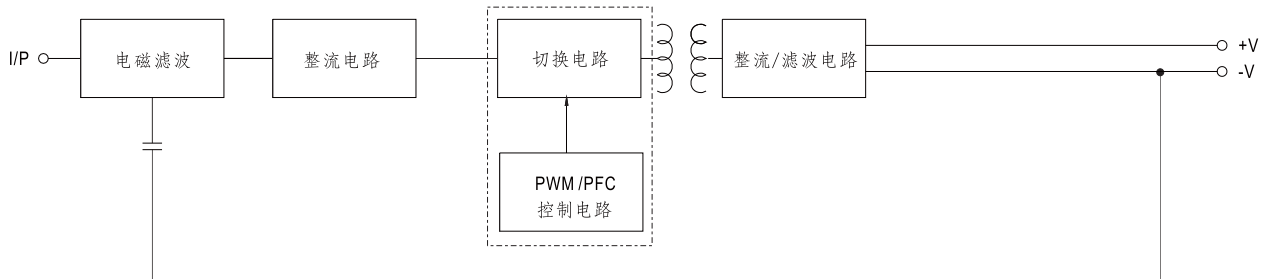 I/P
电磁滤波
整流电路
切换电路
整流/滤波电路
+V
-V
PWM/PFC
控制电路